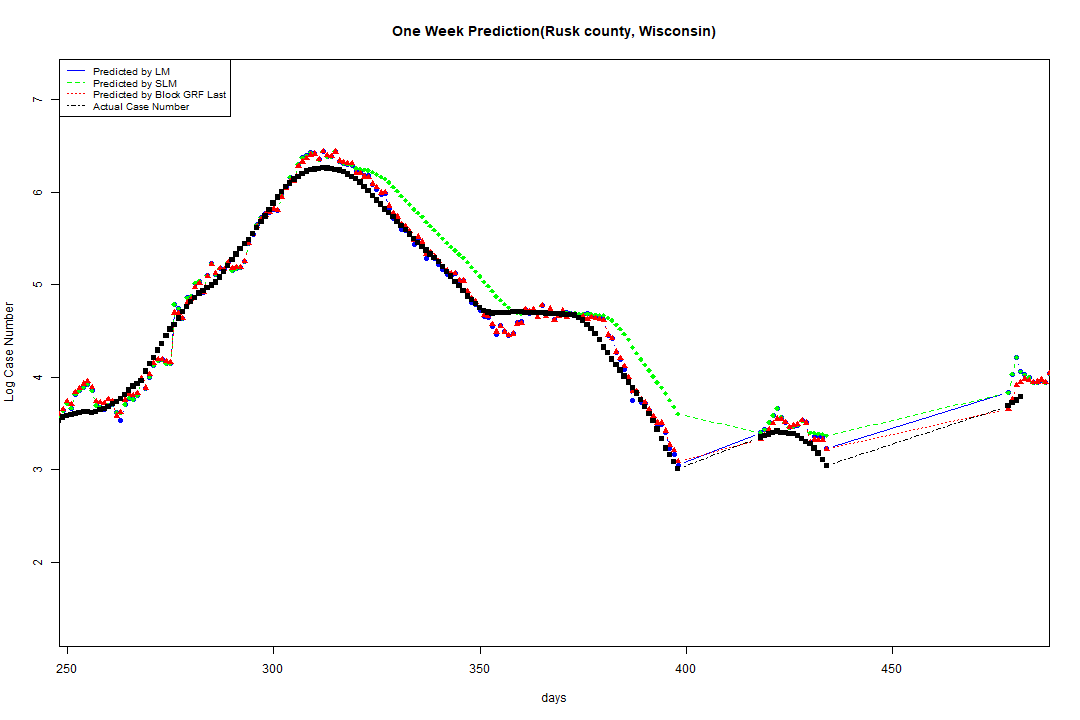 One Week Prediction(Rusk county, Wisconsin)
Predicted by LM
Predicted by SLM
Predicted by Block GRF Last
Actual Case Number
7
6
5
4
3
2
Log Case Number
250 300 350 400 450
days